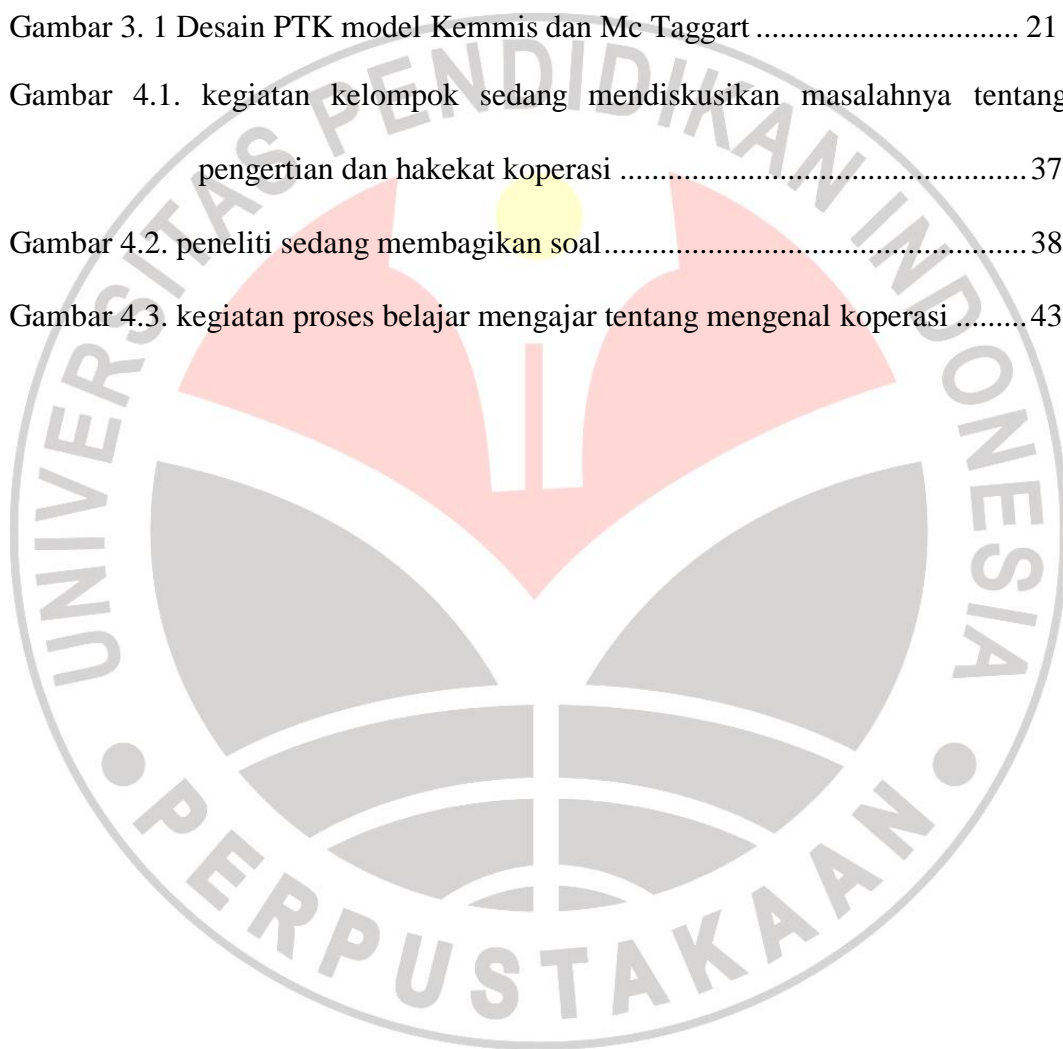 Gambar 3. 1 Desain PTK model Kemmis dan Mc Taggart ............................... 21
Gambar 4.1. kegiatan kelompok sedang mendiskusikan masalahnya tentang
pengertian dan hakekat koperasi ................................................ 37
Gambar 4.2. peneliti sedang membagikan soal.................................................. 38
Gambar 4.3. kegiatan proses belajar mengajar tentang mengenal koperasi ......... 43
UNIVERSITAS PENDIDIKAN INDONESIA
PERPUSTAKAAN